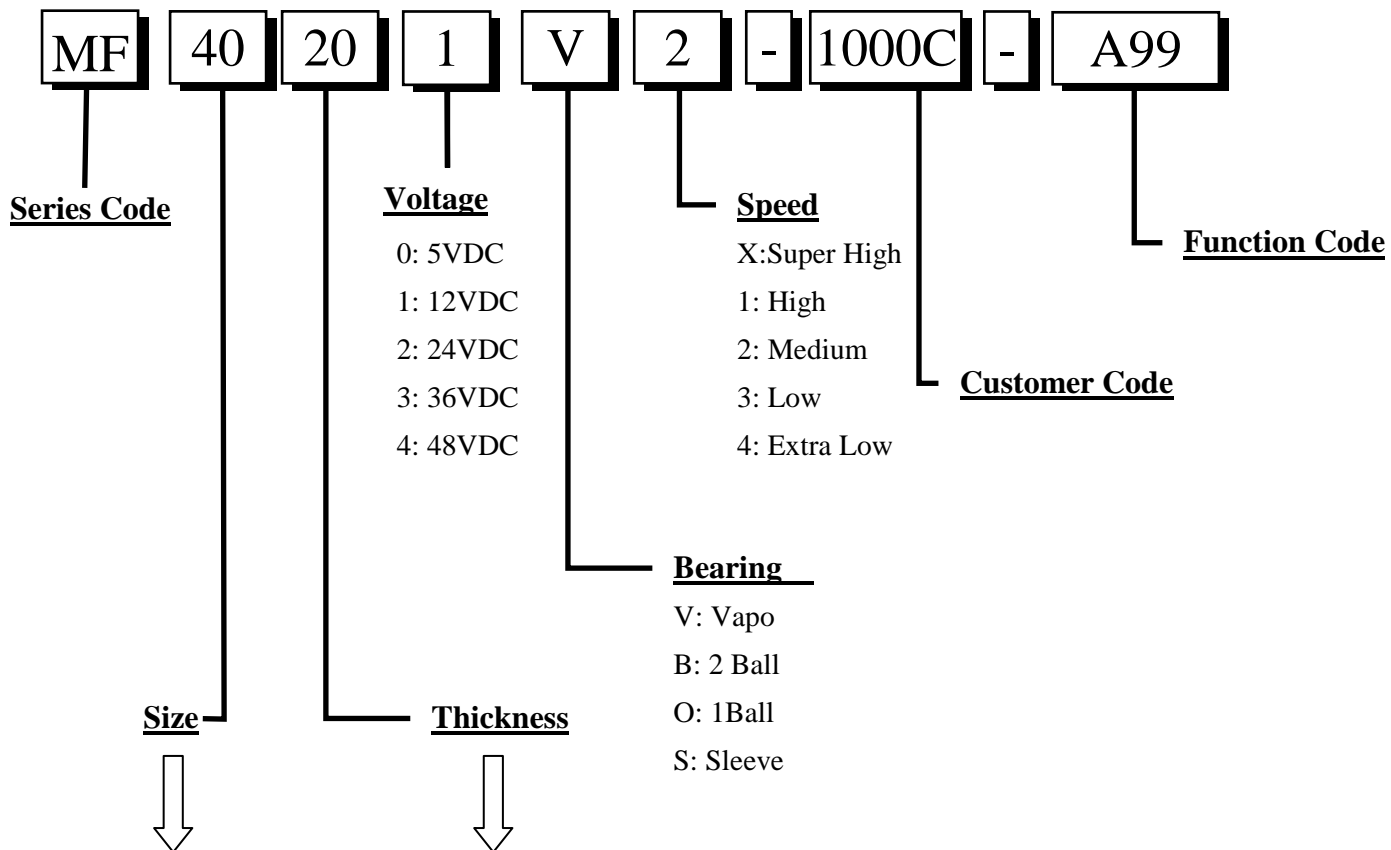 MF 40 20 1 V 2 - 1000C - A99
Series Code
Voltage
0: 5VDC
1: 12VDC
2: 24VDC
3: 36VDC
4: 48VDC
Speed
X:Super High
1: High
2: Medium
3: Low
4: Extra Low
Function Code
Customer Code
Bearing
V: Vapo
B: 2 Ball
O: 1Ball
S: Sleeve
Size
Thickness